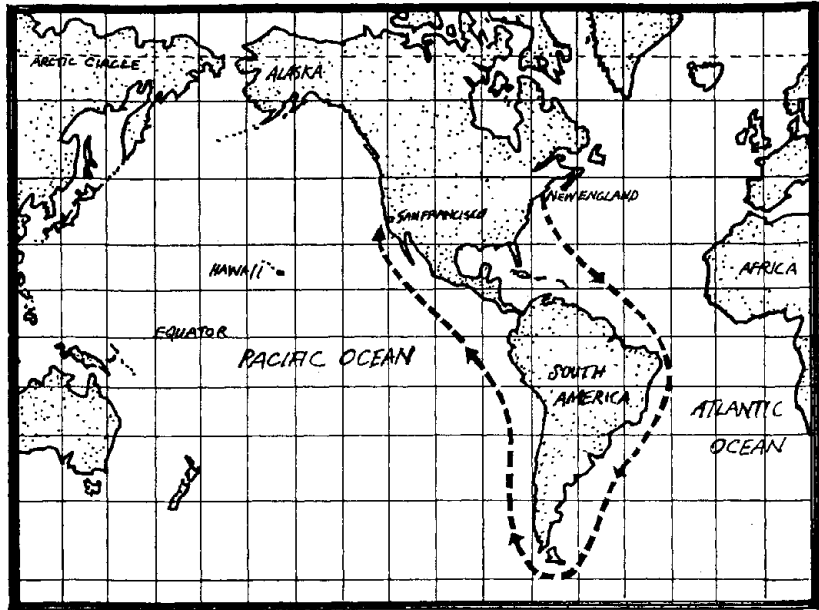 ARCTIC CIRCLE
ALASKA
SAN FRANCISCO
NEW ENGLAND
HAWAII
AFRICA
EQUATOR
PACIFIC OCEAN
SOUTH
AMERICA
ATLANTIC
OCEAN